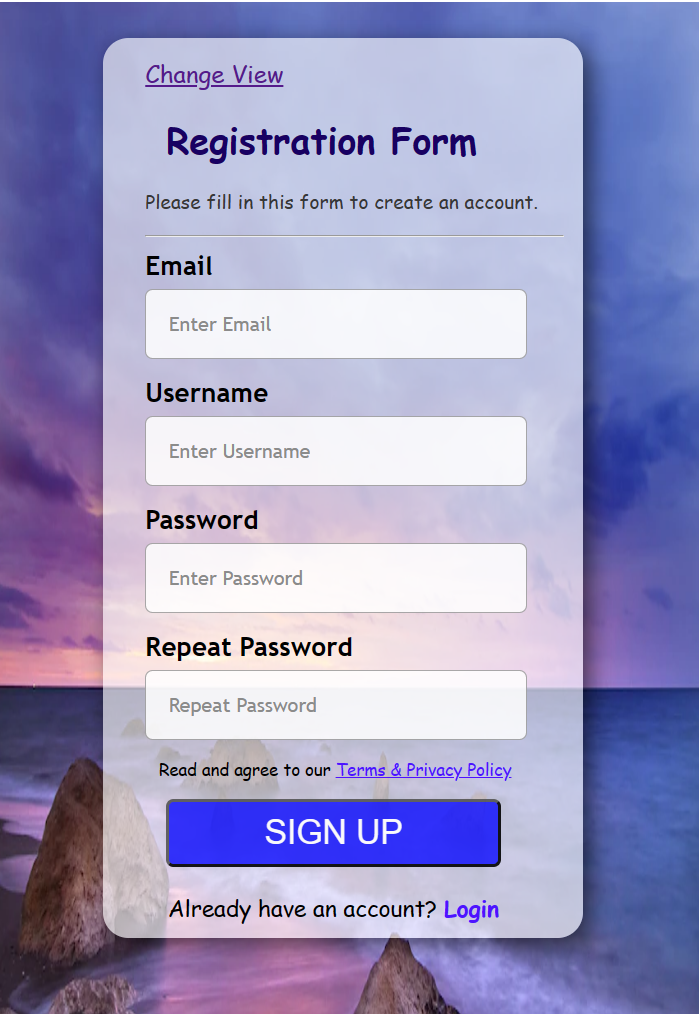 Change View
Registration Form
Please fill in this form to create an account.
Email
Enter Email
Username
Enter Username
Password
Enter Password
Repeat Password
Repeat Password
Read and agree to our Terms & Privacy Policy
SIGN UP
Already have an account? Login